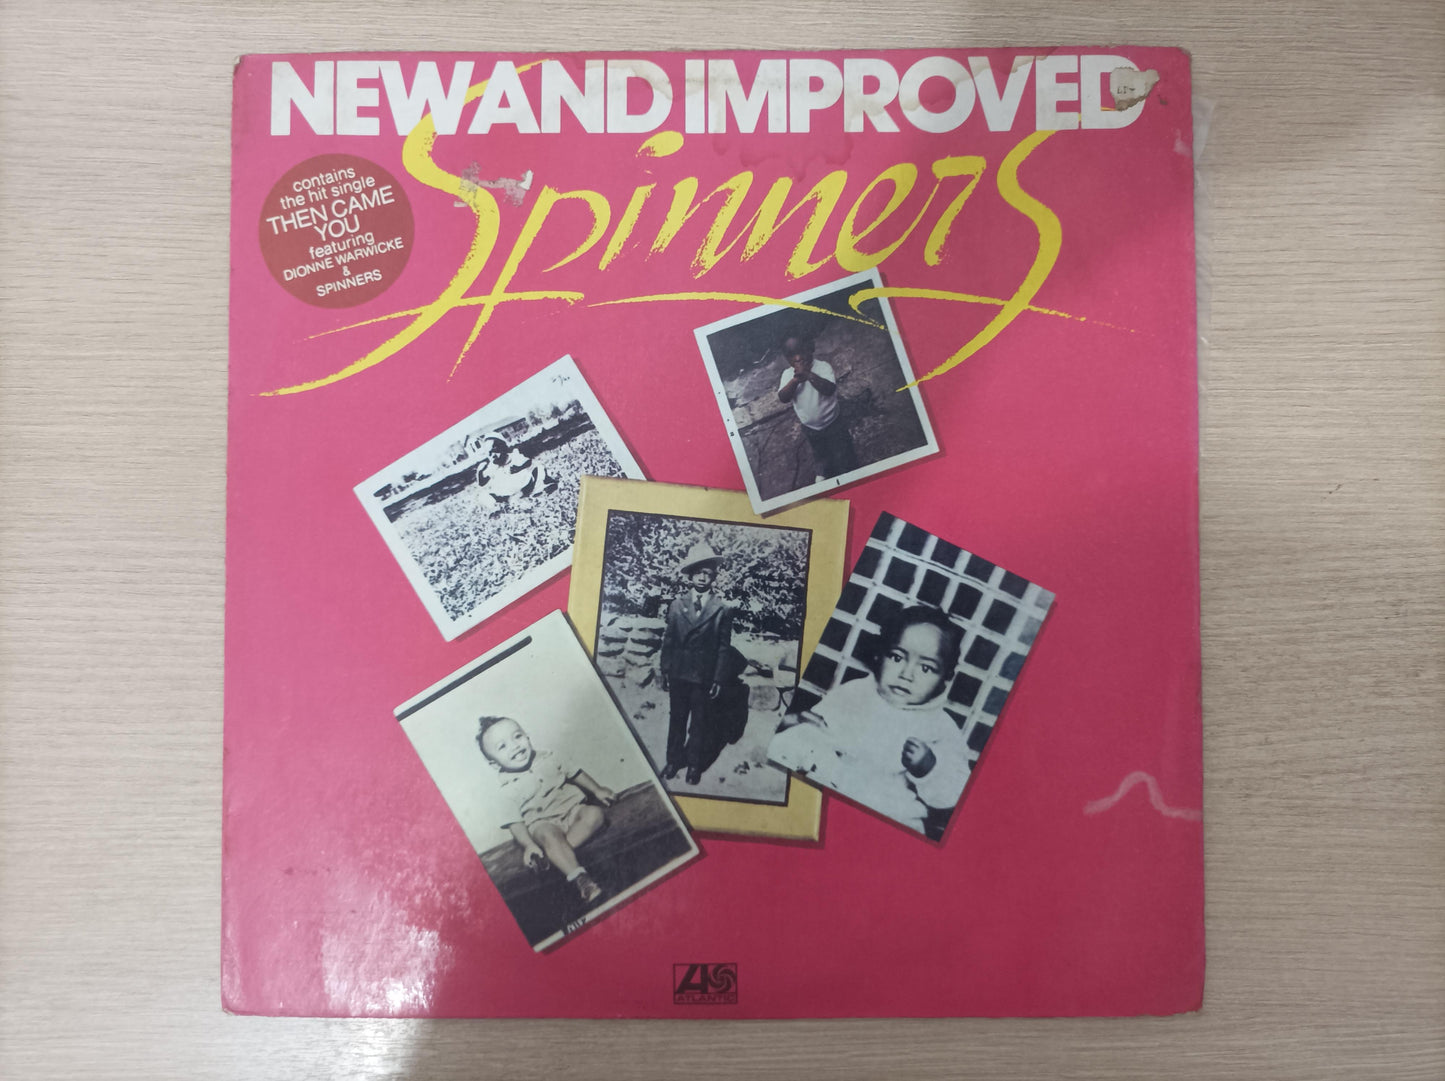 NEW AND IMPROVED
Spinners
contains
the hit single
THEN CAME
YOU
featuring
DIONNE WARWICKE
&
SPINNERS
ATLANTIC